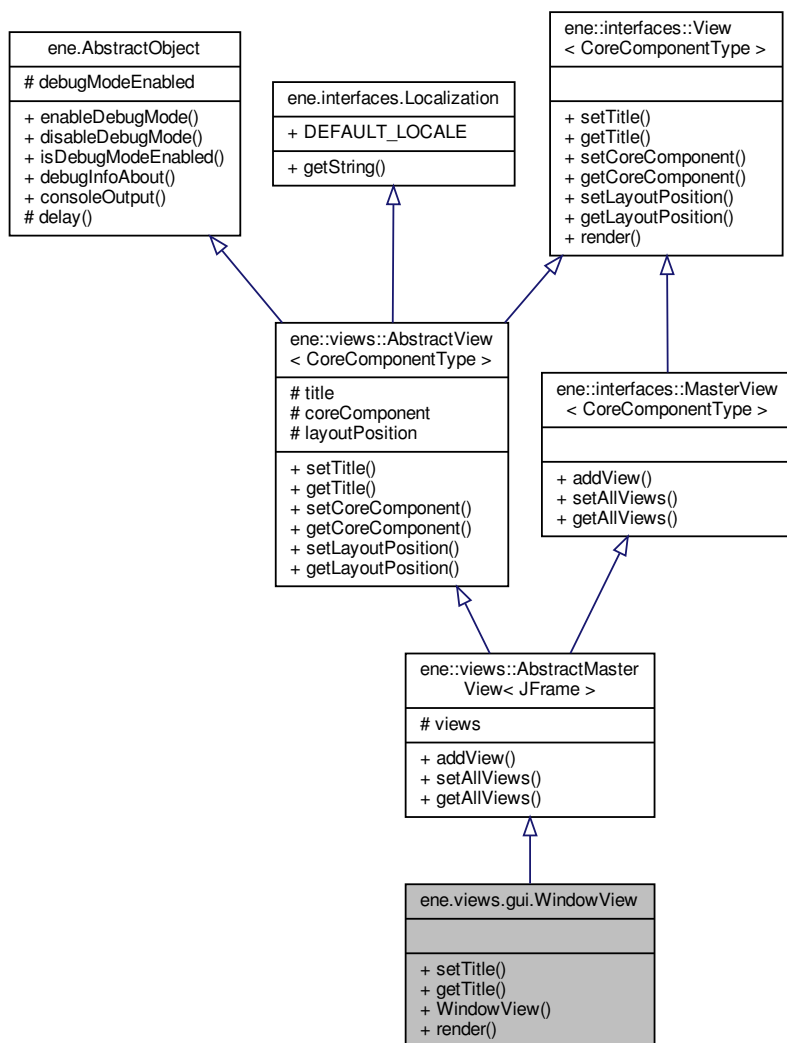 ene.AbstractObject
# debugModeEnabled
+ enableDebugMode()
+ disableDebugMode()
+ isDebugModeEnabled()
+ debugInfoAbout()
+ consoleOutput()
# delay()
ene.interfaces.Localization
+ DEFAULT_LOCALE
+ getString()
ene::interfaces::View
< CoreComponentType >
+ setTitle()
+ getTitle()
+ setCoreComponent()
+ getCoreComponent()
+ setLayoutPosition()
+ getLayoutPosition()
+ render()
ene::views::AbstractView
< CoreComponentType >
# title
# coreComponent
# layoutPosition
+ setTitle()
+ getTitle()
+ setCoreComponent()
+ getCoreComponent()
+ setLayoutPosition()
+ getLayoutPosition()
ene::interfaces::MasterView
< CoreComponentType >
+ addView()
+ setAllViews()
+ getAllViews()
ene::views::AbstractMaster
View< JFrame >
# views
+ addView()
+ setAllViews()
+ getAllViews()
ene.views.gui.WindowView
+ setTitle()
+ getTitle()
+ WindowView()
+ render()